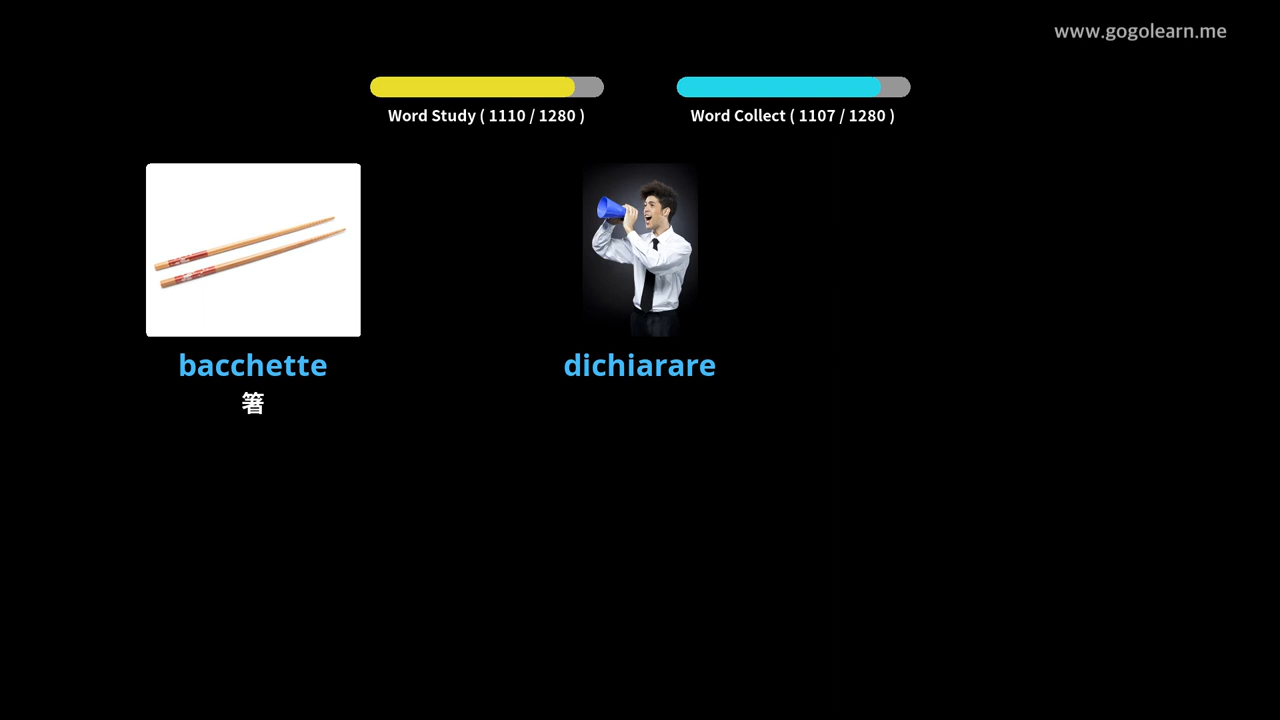 www.gogolearn.me
Word Study ( 1110 / 1280 )
Word Collect ( 1107 / 1280 )
bacchette
箸
dichiarare